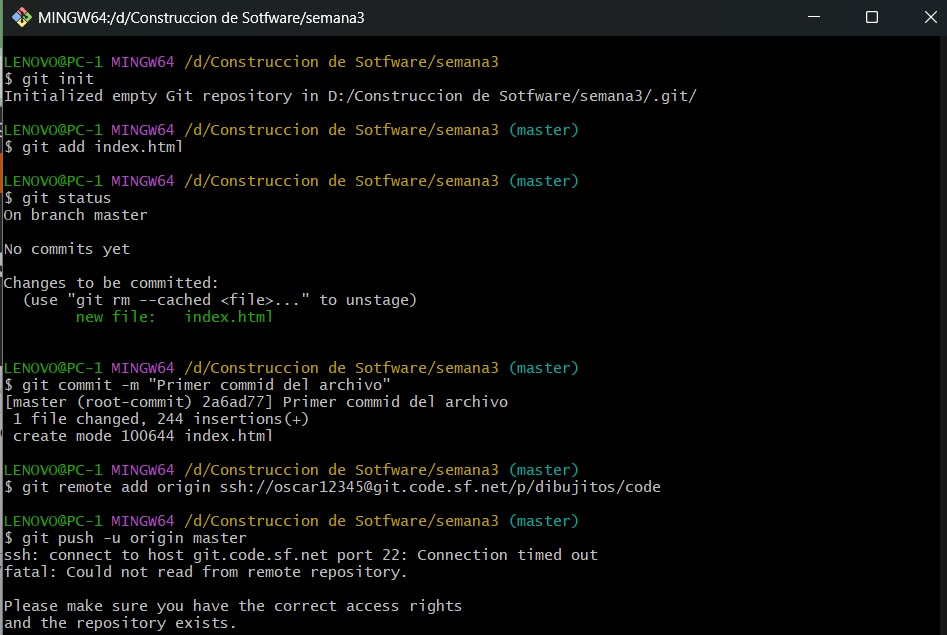 MINGW64:/d/Construccion de Sotfware/semana3
LENOVO@PC-1 MINGW64 /d/Construccion de Sotfware/semana3
$ git init
Initialized empty Git repository in D:/Construccion de Sotfware/semana3/.git/
LENOVO@PC-1 MINGW64 /d/Construccion de Sotfware/semana3 (master)
$ git add index.html
LENOVO@PC-1 MINGW64 /d/Construccion de Sotfware/semana3 (master)
$ git status
On branch master
No commits yet
Changes to be committed:
  (use "git rm --cached <file>..." to unstage)
        new file:   index.html
LENOVO@PC-1 MINGW64 /d/Construccion de Sotfware/semana3 (master)
$ git commit -m "Primer commid del archivo"
[master (root-commit) 2a6ad77] Primer commid del archivo
 1 file changed, 244 insertions(+)
 create mode 100644 index.html
LENOVO@PC-1 MINGW64 /d/Construccion de Sotfware/semana3 (master)
$ git remote add origin ssh://oscar12345@git.code.sf.net/p/dibujitos/code
LENOVO@PC-1 MINGW64 /d/Construccion de Sotfware/semana3 (master)
$ git push -u origin master
ssh: connect to host git.code.sf.net port 22: Connection timed out
fatal: Could not read from remote repository.
Please make sure you have the correct access rights
and the repository exists.